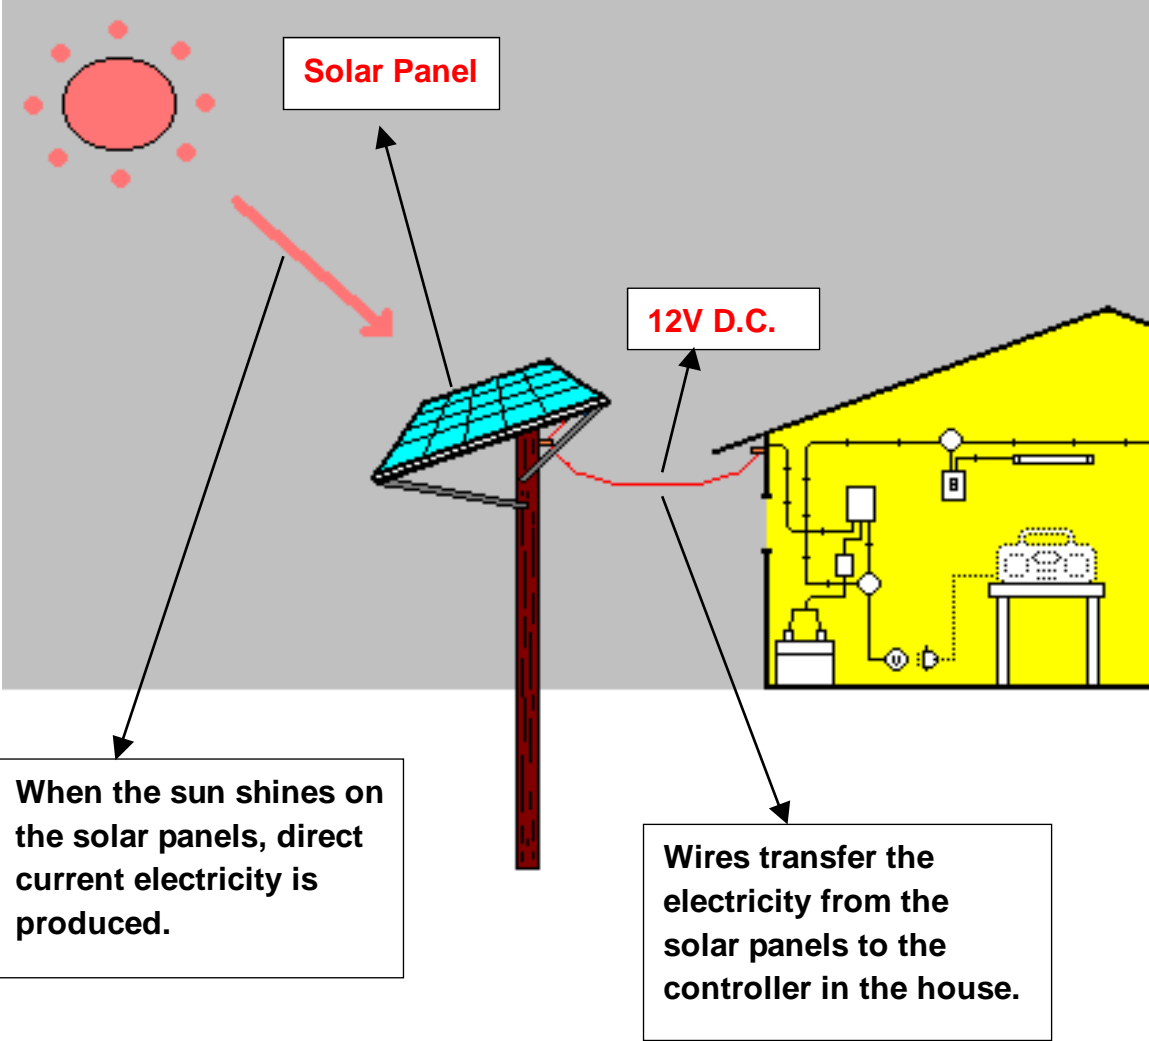 Solar Panel
12V D.C.
When the sun shines on
the solar panels, direct
current electricity is
produced.
Wires transfer the
electricity from the
solar panels to the
controller in the house.